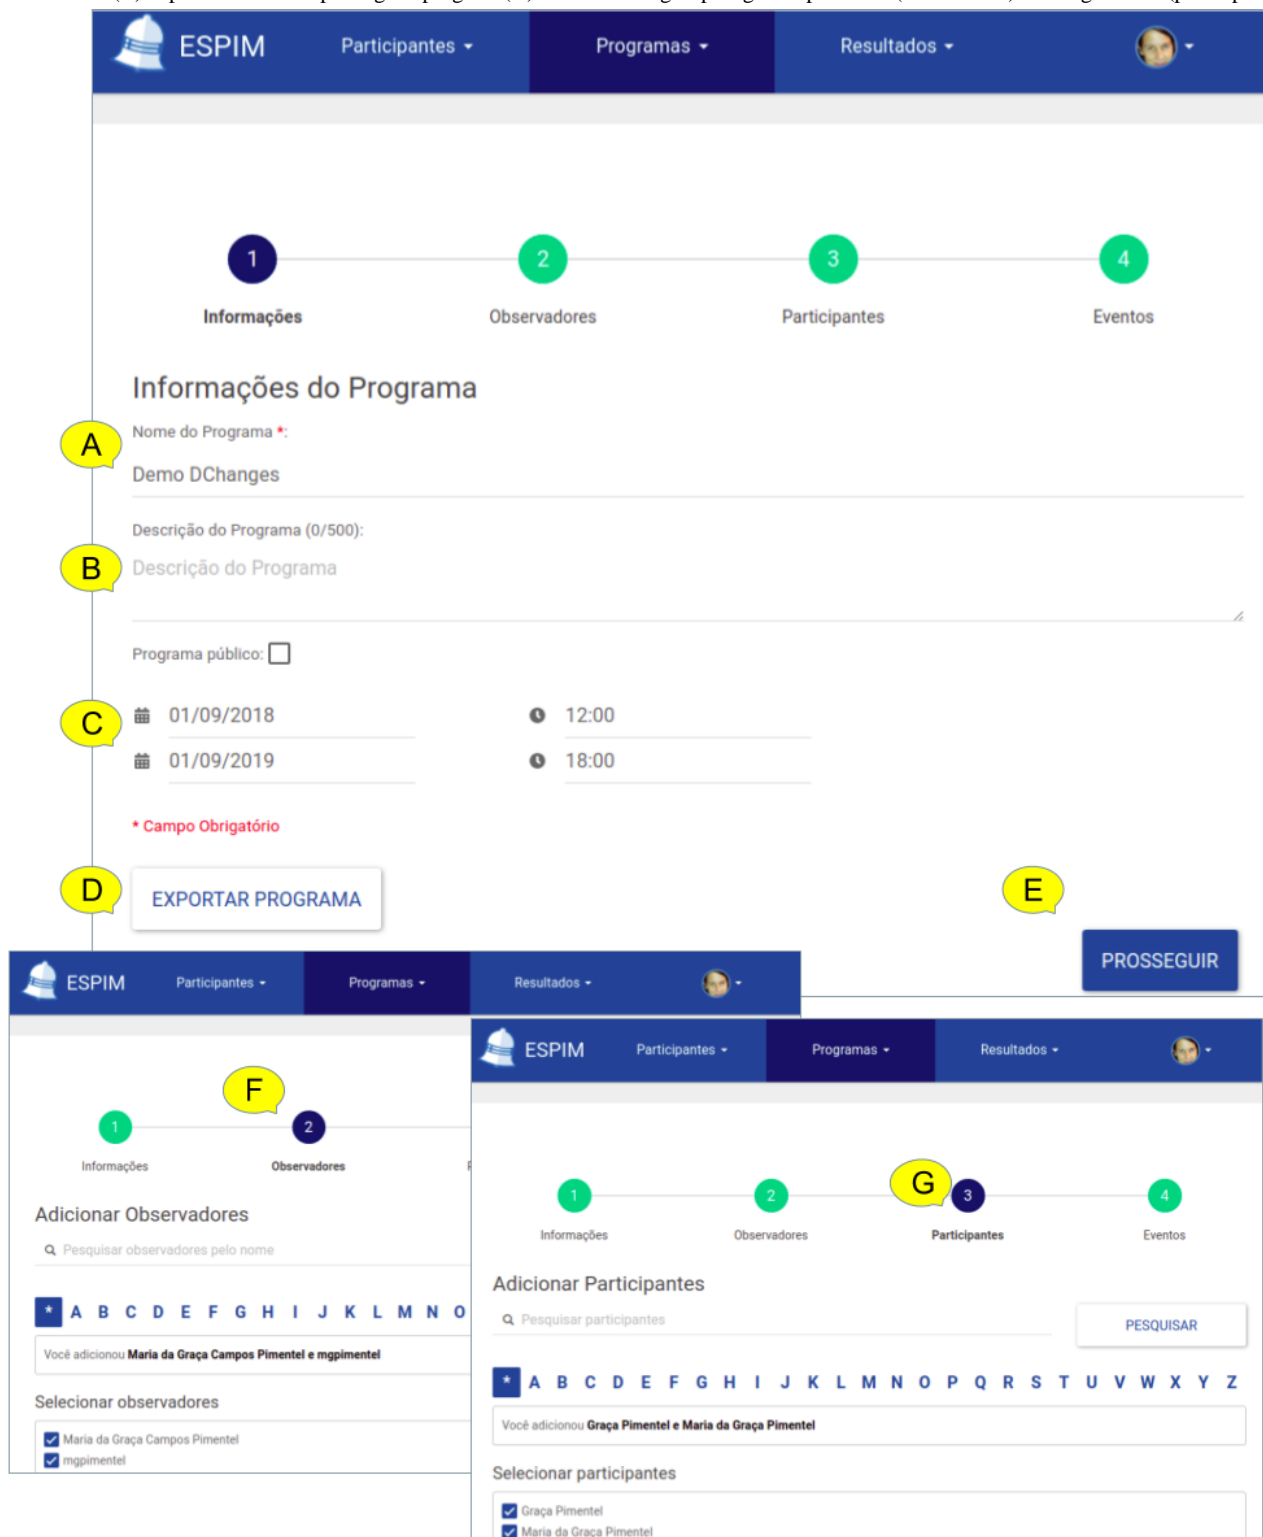 ESPIM Participantes Programas Resultados
1 2 3 4
Informações Observadores Participantes Eventos
Informações do Programa
A
Nome do Programa *:
Demo DChanges
Descrição do Programa (0/500):
B
Descrição do Programa
Programa público:
C
01/09/2018 12:00
01/09/2019 18:00
* Campo Obrigatório
D
EXPORTAR PROGRAMA
E
PROSSEGUIR
ESPIM Participantes Programas Resultados
F
1 2
Informações Observadores
Adicionar Observadores
Pesquisar observadores pelo nome
* A B C D E F G H I J K L M N O
Você adicionou Maria da Graça Campos Pimentel e mgpimentel
Selecionar observadores
Maria da Graça Campos Pimentel
mgpimentel
ESPIM Participantes Programas Resultados
G
1 2 3 4
Informações Observadores Participantes Eventos
Adicionar Participantes
Pesquisar participantes
PESQUISAR
* A B C D E F G H I J K L M N O P Q R S T U V W X Y Z
Você adicionou Graça Pimentel e Maria da Graça Pimentel
Selecionar participantes
Graça Pimentel
Maria da Graça Pimentel